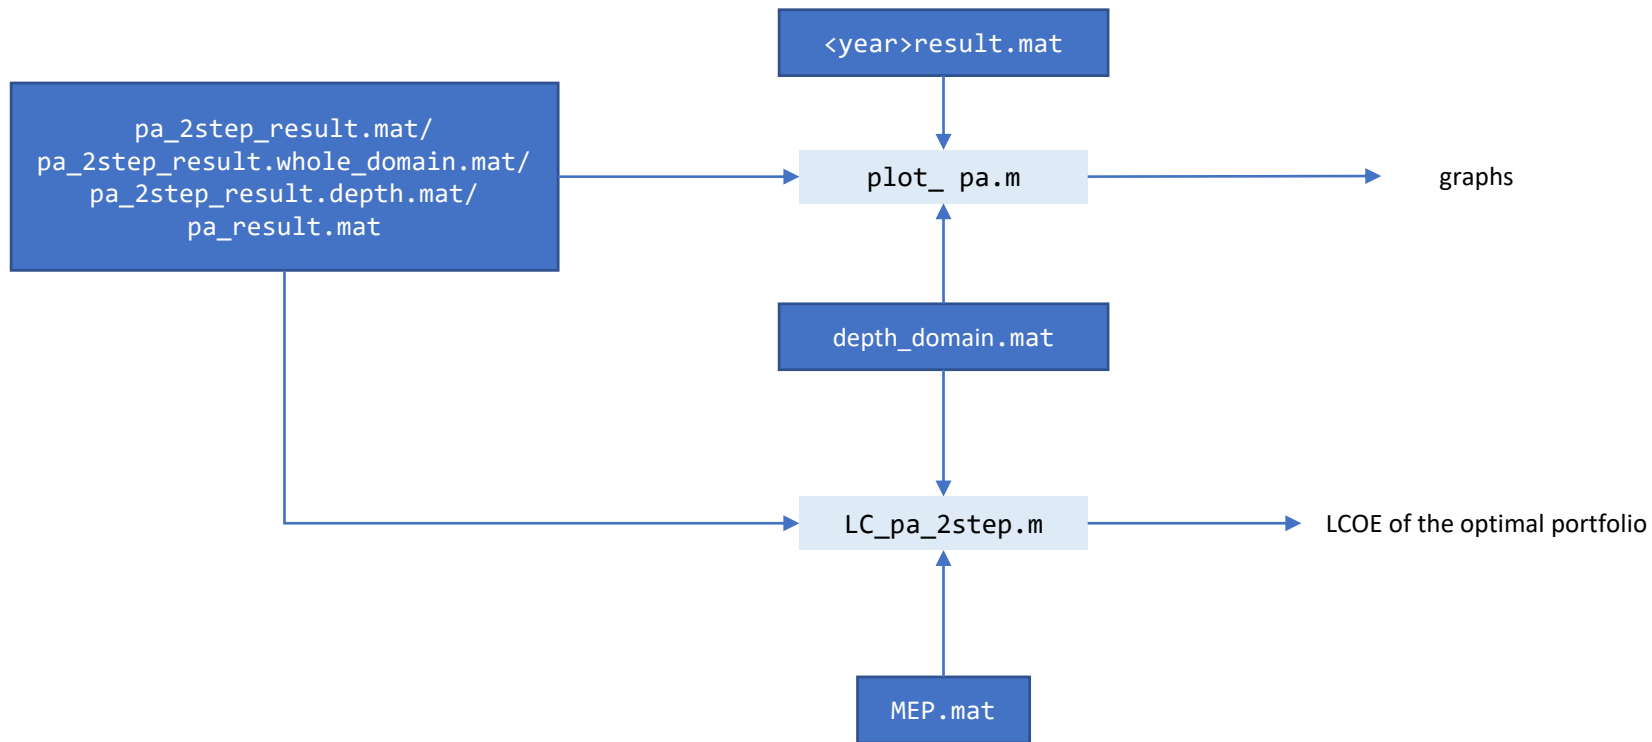 <year>result.mat
pa_2step_result.mat/
pa_2step_result.whole_domain.mat/
pa_2step_result.depth.mat/
pa_result.mat
plot_ pa.m
graphs
depth_domain.mat
LC_pa_2step.m
LCOE of the optimal portfolio
MEP.mat